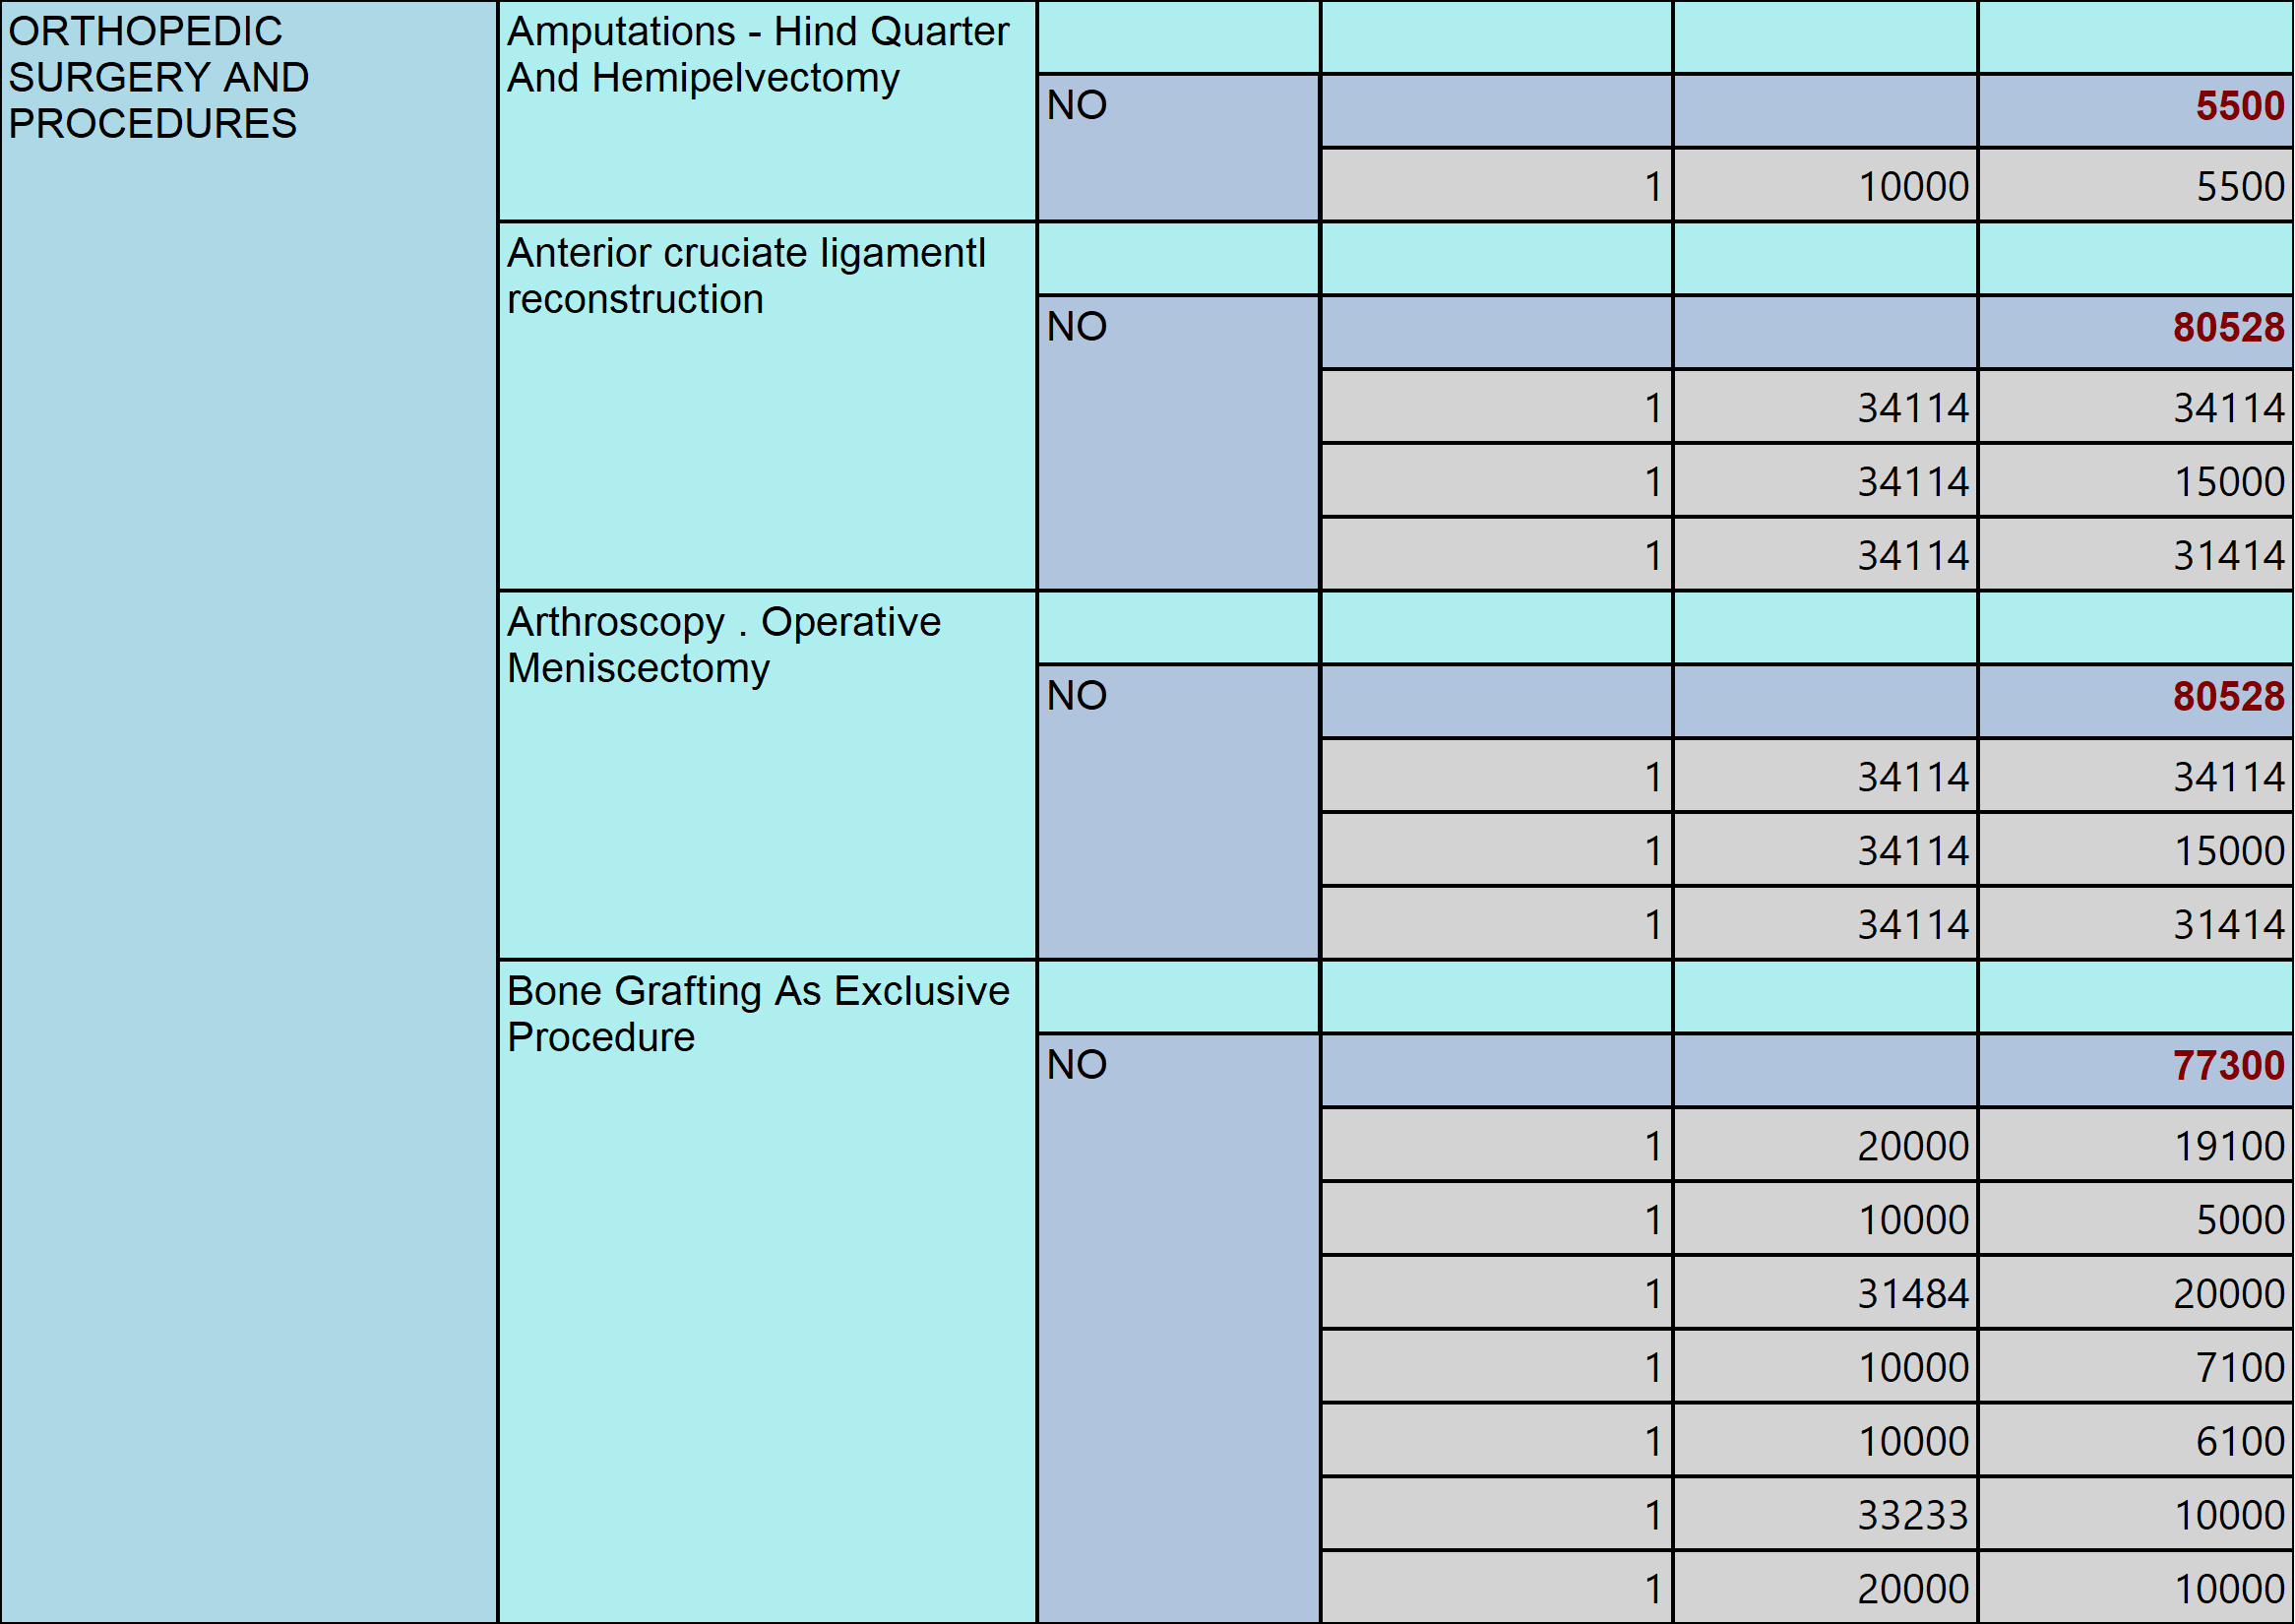 ORTHOPEDIC
SURGERY AND
PROCEDURES
Amputations - Hind Quarter
And Hemipelvectomy
NO
5500
1 10000 5500
Anterior cruciate ligamentl
reconstruction
NO
80528
1 34114 34114
1 34114 15000
1 34114 31414
Arthroscopy . Operative
Meniscectomy
NO
80528
1 34114 34114
1 34114 15000
1 34114 31414
Bone Grafting As Exclusive
Procedure
NO
77300
1 20000 19100
1 10000 5000
1 31484 20000
1 10000 7100
1 10000 6100
1 33233 10000
1 20000 10000